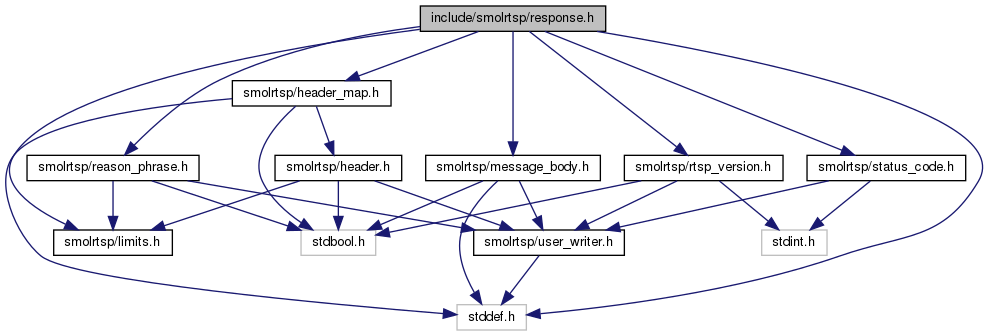 include/smolrtsp/response.h
smolrtsp/header_map.h
smolrtsp/reason_phrase.h
smolrtsp/header.h
smolrtsp/message_body.h
smolrtsp/rtsp_version.h
smolrtsp/status_code.h
smolrtsp/limits.h
stdbool.h
smolrtsp/user_writer.h
stdint.h
stddef.h